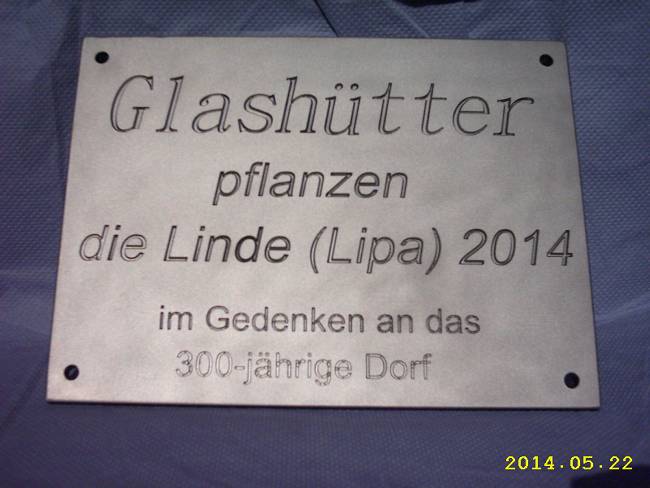 Glashütter
pflanzen
die Linde (Lipa) 2014
im Gedenken an das
300-jährige Dorf
2014.05.22